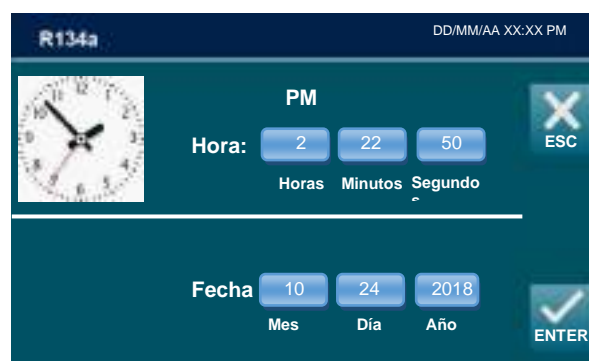 R134a
DD/MM/AA XX:XX PM
PM
Hora: 2 22 50
Horas Minutos Segundos
ESC
Fecha 10 24 2018
Mes Día Año
ENTER